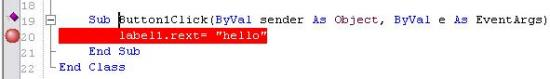 18
19 Sub Button1Click(ByVal sender As Object, ByVal e As EventArgs)
20 label1.rext= "hello"
21 End Sub
22 End Class